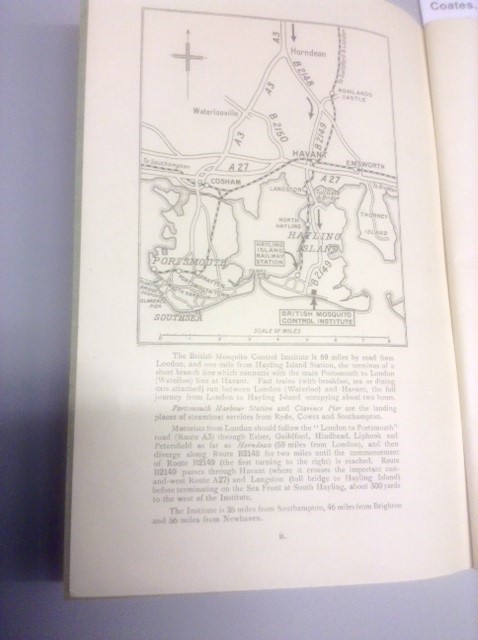 Coates,
A3
Horndean
B 2148
ROWLANDS
CASTLE
A3
Waterlooville
B 2150
B2149
A3
HAVANT
To Southampton
A 27
EMSWORTH
COSHAM
A 27
LANGSTON
THORNEY
ISLAND
NORTH
HAYLING
HAYLING
ISLAND
HAYLING
ISLAND
RAILWAY
STATION
B2149
PORTSMOUTH
CLARENCE
PIER
SOUTHSEA
BRITISH MOSQUITO
CONTROL INSTITUTE
SCALE OF MILES
The British Mosquito Control Institute is 69 miles by road from
London, and one mile from Hayling Island Station, the terminus of a
short branch line which connects with the main Portsmouth to London
(Waterloo) line at Havant. Fast trains (with breakfast, tea or dining
cars attached) run between London (Waterloo) and Havant, the full
journey from London to Hayling Island occupying about two hours.
Portsmouth Harbour Station and Clarence Pier are the landing
places of steamboat services from Ryde, Cowes and Southampton.
Motorists from London should follow the "London to Portsmouth"
road (Route A3) through Esher, Guildford, Hindhead, Liphook and
Petersfield as far as Horndean (59 miles from London), and then
diverge along Route B2148 for two miles until the commencement
of Route B2149 (the first turning to the right) is reached. Route
B2149 passes through Havant (where it crosses the important east-
and-west Route A27) and Langston (toll bridge to Hayling Island)
before terminating on the Sea Front at South Hayling, about 300 yards
to the west of the Institute.
The Institute is 25 miles from Southampton, 46 miles from Brighton
and 56 miles from Newhaven.